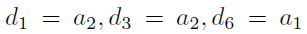 d₁ = a₂, d₃ = a₂, d₆ = a₁